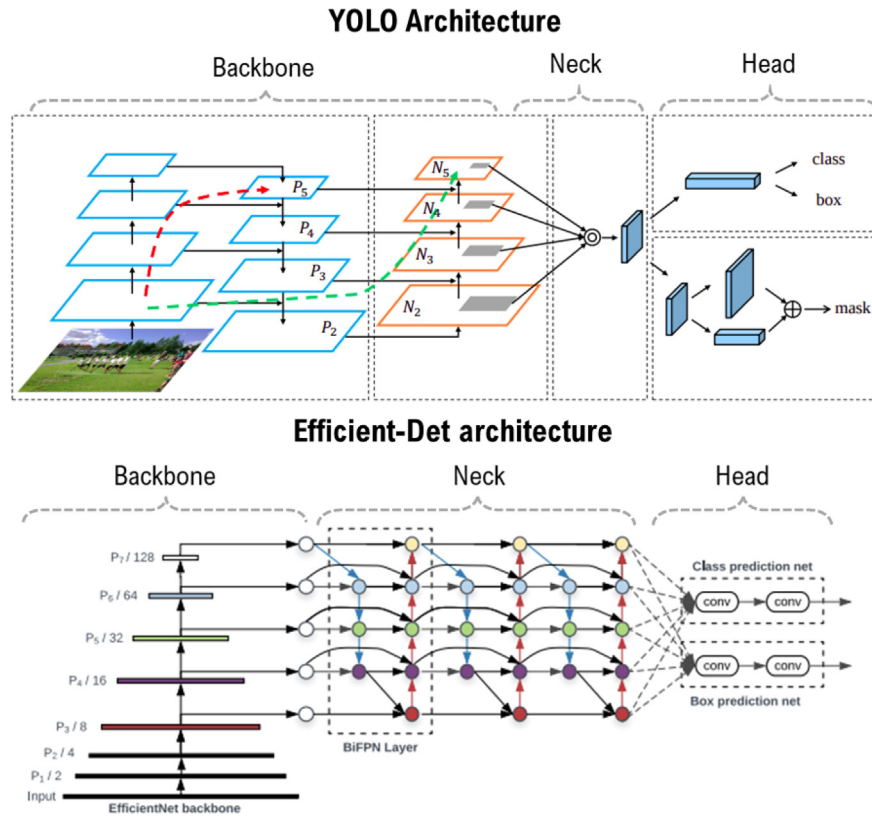 YOLO Architecture
Backbone
Neck
Head
P5
P4
P3
P2
N5
N4
N3
N2
class
box
mask
Efficient-Det architecture
Backbone
Neck
Head
P7 / 128
P6 / 64
P5 / 32
P4 / 16
P3 / 8
P2 / 4
P1 / 2
Input
EfficientNet backbone
BiFPN Layer
Class prediction net
conv conv
conv conv
Box prediction net